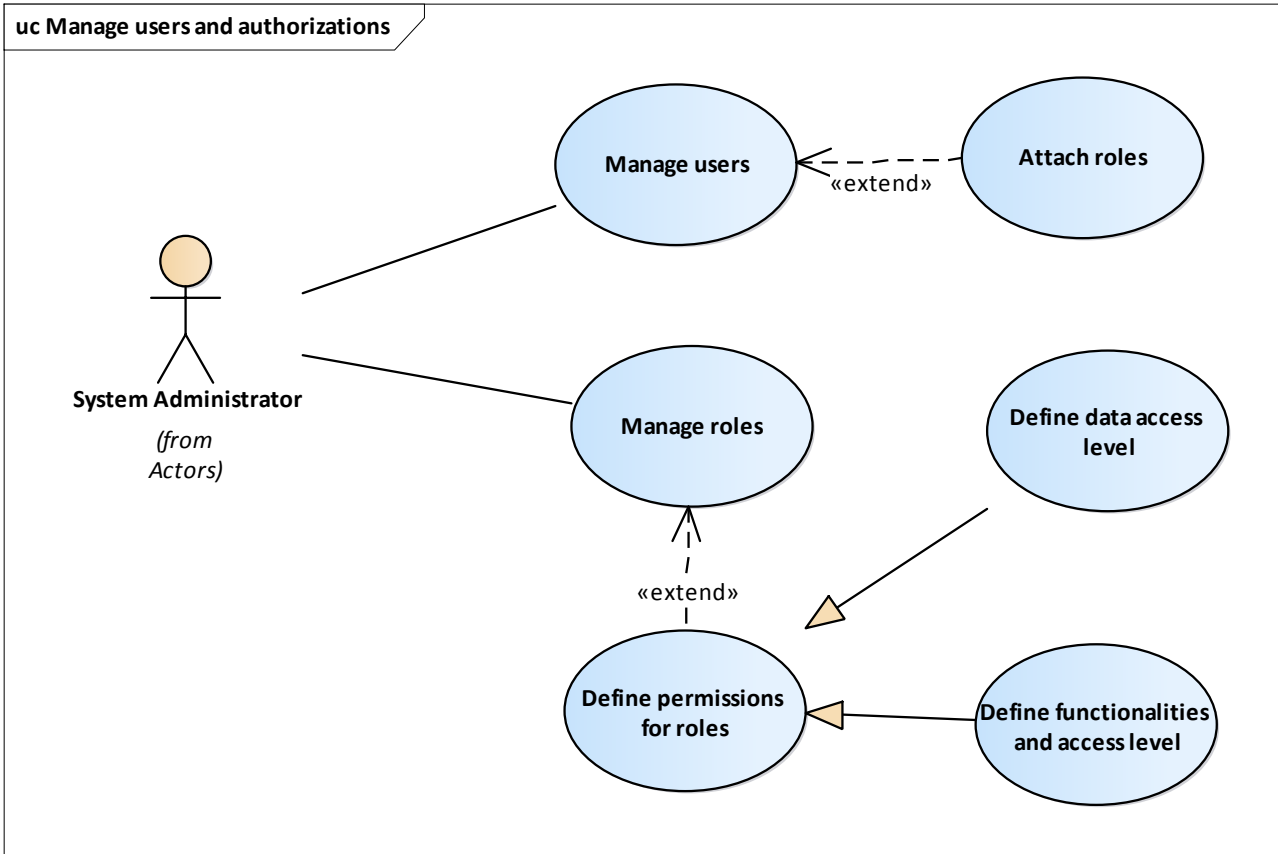 uc Manage users and authorizations
Manage users
Attach roles
«extend»
System Administrator
(from
Actors)
Manage roles
Define data access
level
«extend»
Define permissions
for roles
Define functionalities
and access level